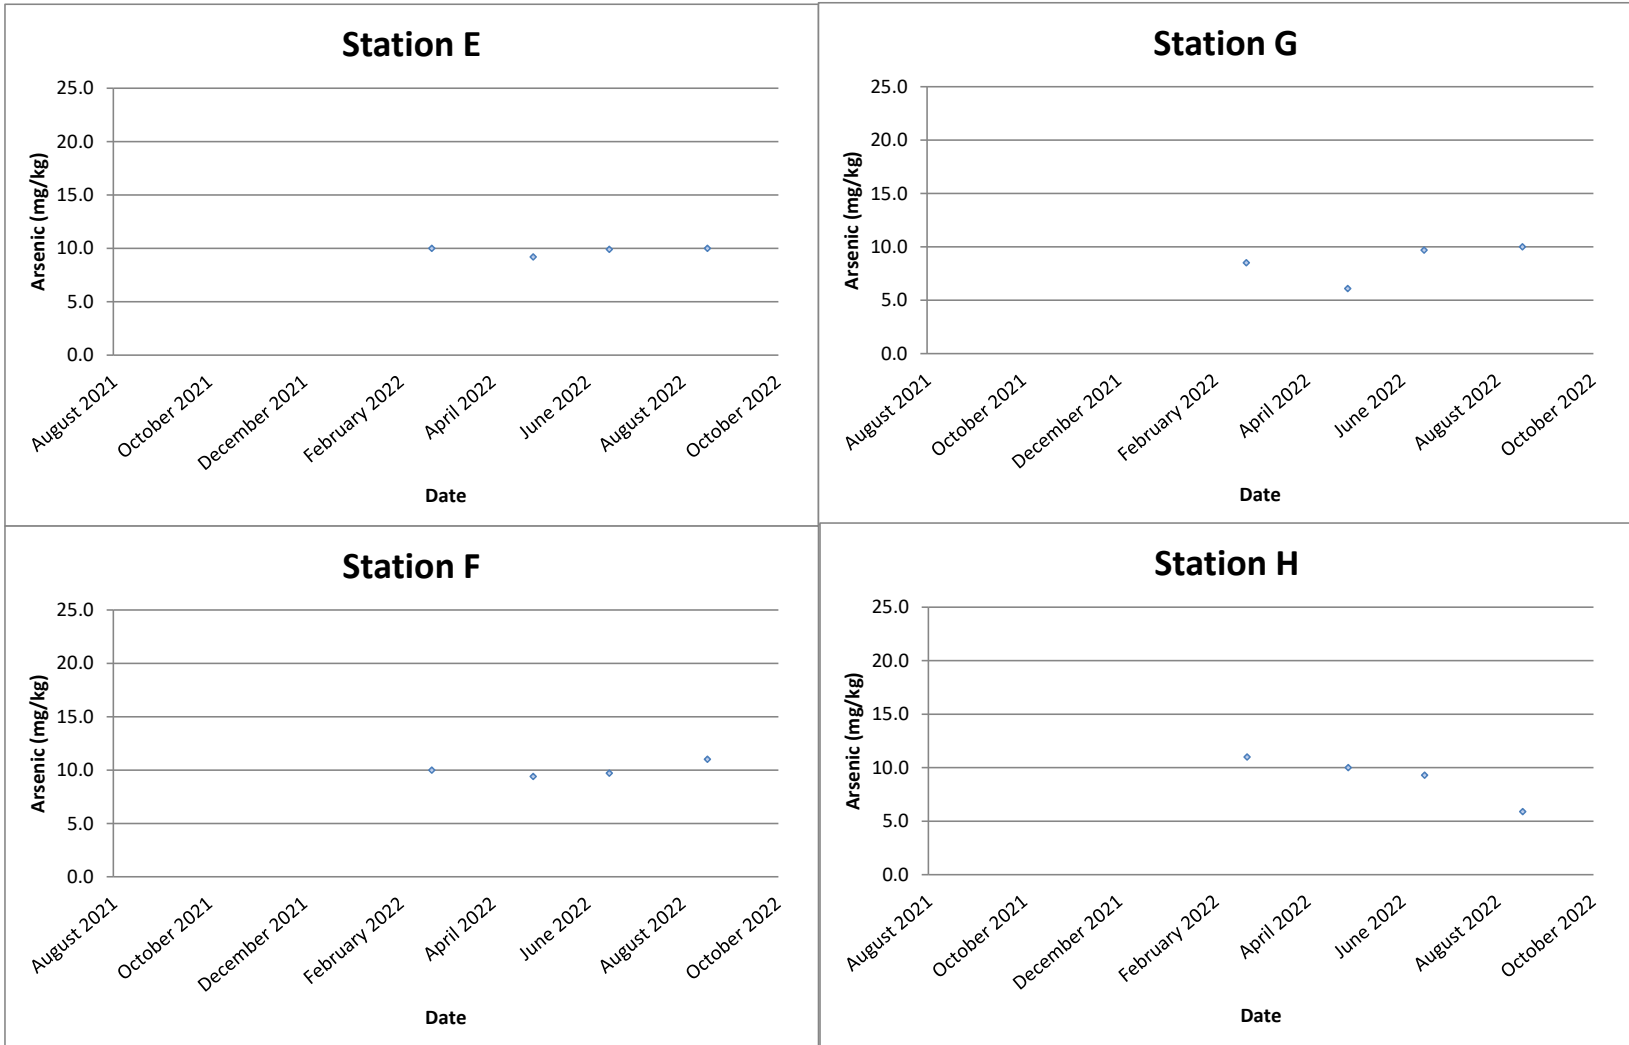 Station E
25.0
20.0
15.0
10.0
5.0
0.0
Arsenic (mg/kg)
August 2021
October 2021
December 2021
February 2022
April 2022
June 2022
August 2022
October 2022
Date
Station G
25.0
20.0
15.0
10.0
5.0
0.0
Arsenic (mg/kg)
August 2021
October 2021
December 2021
February 2022
April 2022
June 2022
August 2022
October 2022
Date
Station F
25.0
20.0
15.0
10.0
5.0
0.0
Arsenic (mg/kg)
August 2021
October 2021
December 2021
February 2022
April 2022
June 2022
August 2022
October 2022
Date
Station H
25.0
20.0
15.0
10.0
5.0
0.0
Arsenic (mg/kg)
August 2021
October 2021
December 2021
February 2022
April 2022
June 2022
August 2022
October 2022
Date